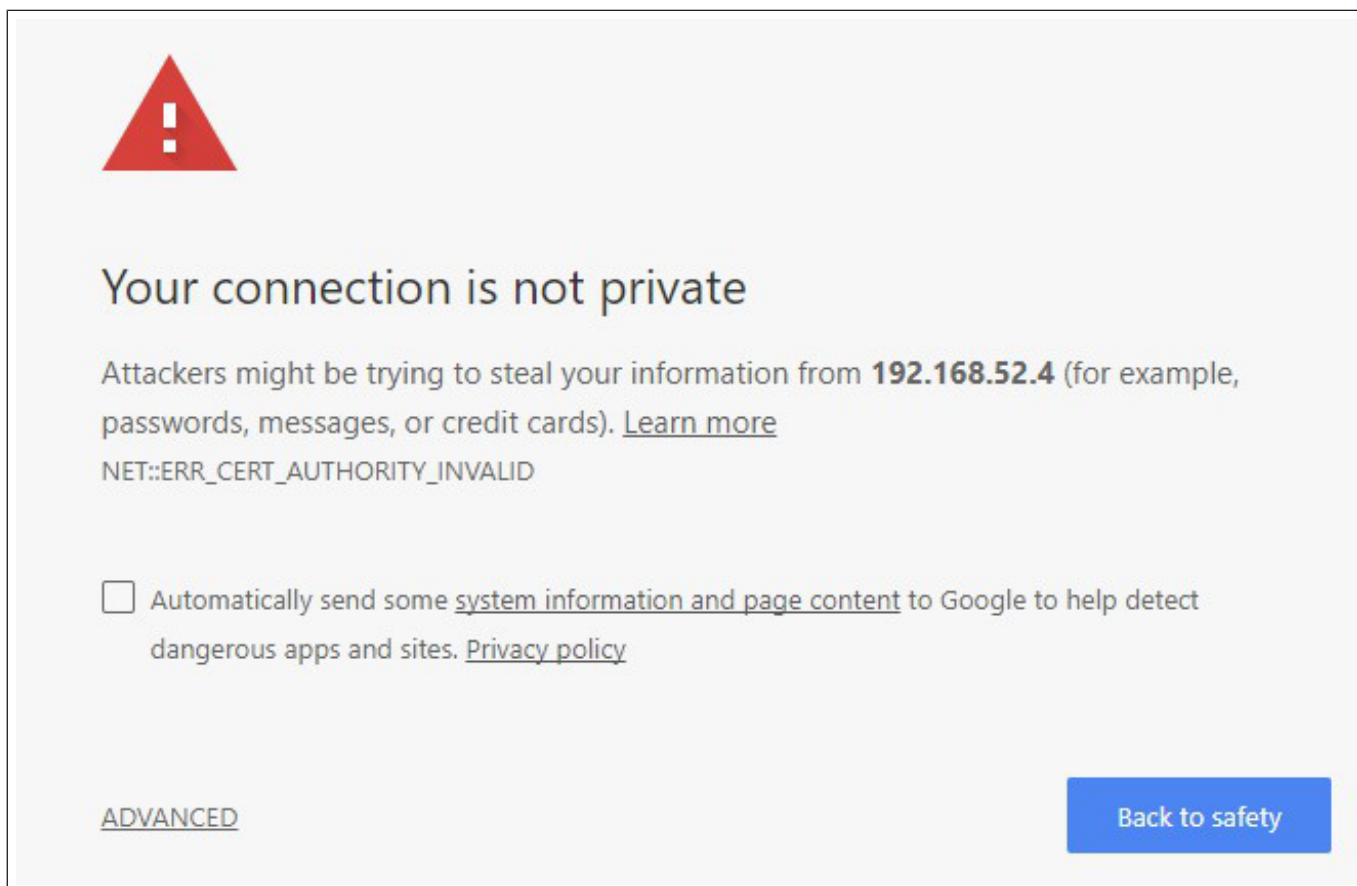 Your connection is not private
Attackers might be trying to steal your information from 192.168.52.4 (for example,
passwords, messages, or credit cards). Learn more
NET::ERR_CERT_AUTHORITY_INVALID
Automatically send some system information and page content to Google to help detect
dangerous apps and sites. Privacy policy
ADVANCED
Back to safety